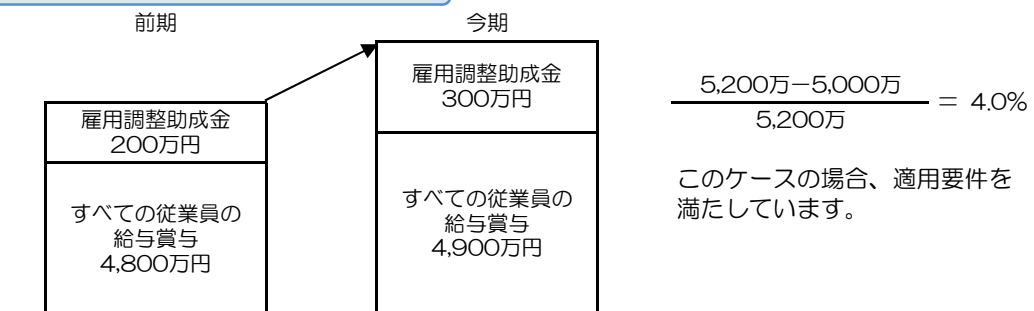 前期
今期
雇用調整助成金
200万円
すべての従業員の
給与賞与
4,800万円
雇用調整助成金
300万円
すべての従業員の
給与賞与
4,900万円
5,200万－5,000万
5,200万
＝ 4.0%
このケースの場合、適用要件を
満たしています。